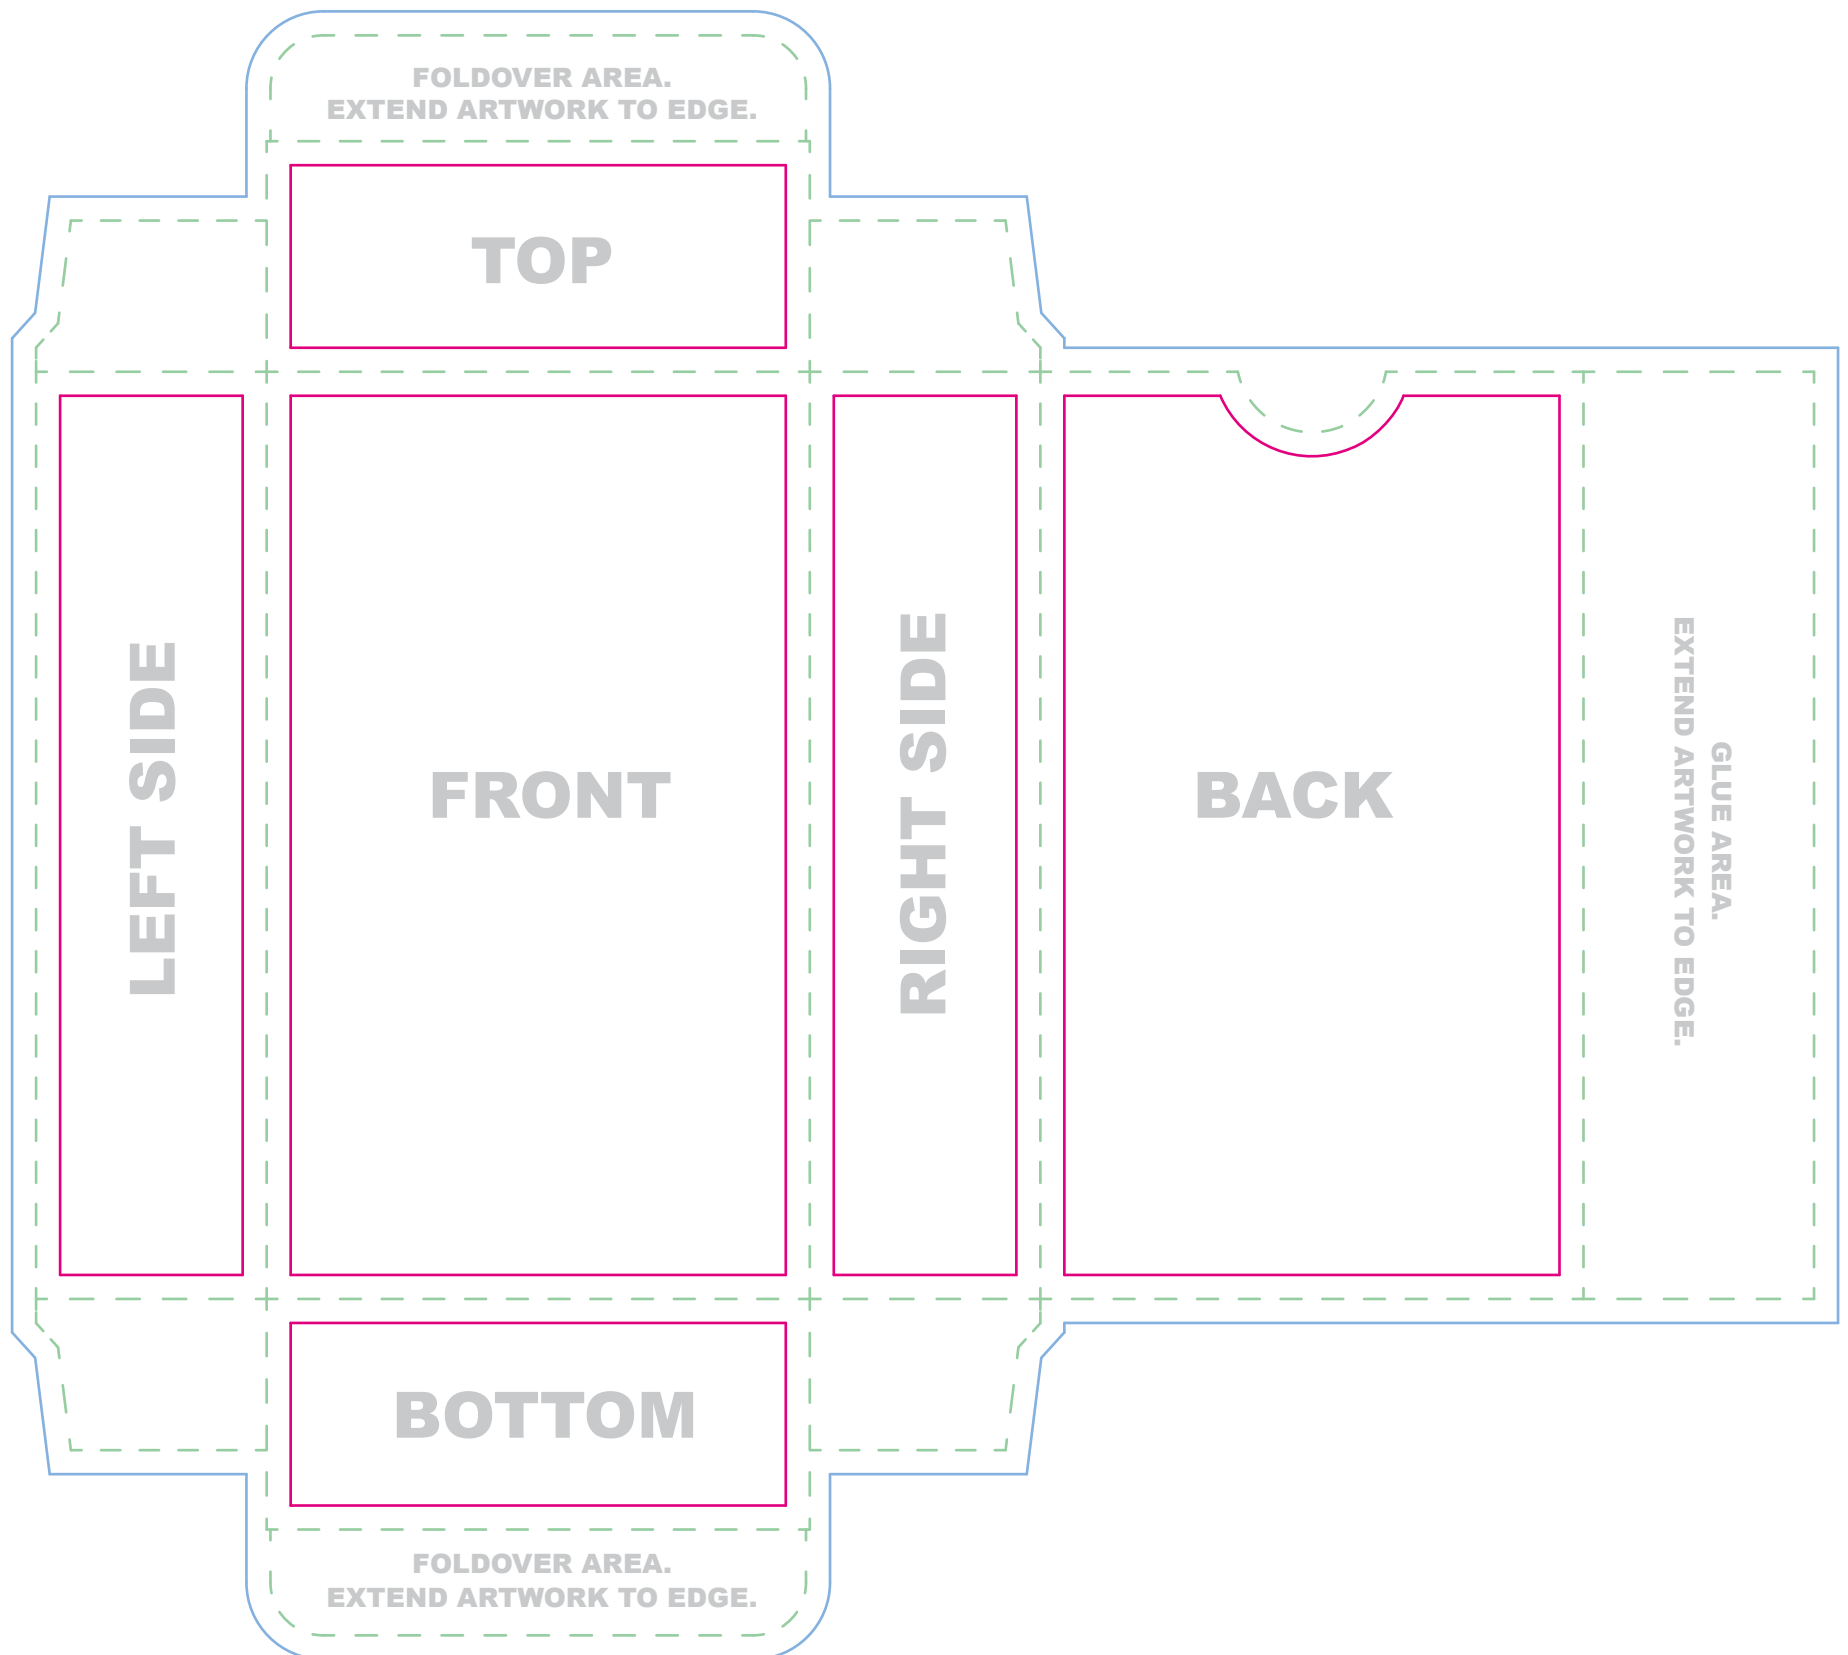 FOLDOVER AREA.
EXTEND ARTWORK TO EDGE.
TOP
LEFT SIDE
FRONT
RIGHT SIDE
BACK
GLUE AREA.
EXTEND ARTWORK TO EDGE.
BOTTOM
FOLDOVER AREA.
EXTEND ARTWORK TO EDGE.